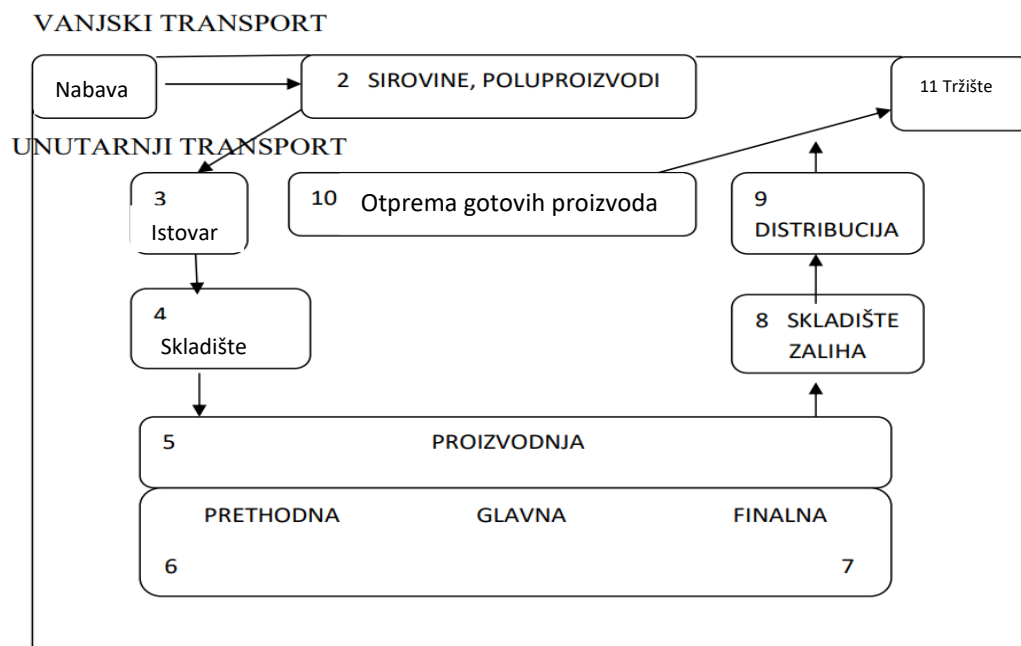 VANJSKI TRANSPORT
Nabava
2 SIROVINE, POLUPROIZVODI
11 Tržište
UNUTARNJI TRANSPORT
3
Istovar
10 Otprema gotovih proizvoda
9
DISTRIBUCIJA
4
Skladište
8 SKLADIŠTE
ZALIHA
5 PROIZVODNJA
PRETHODNA GLAVNA FINALNA
6 7